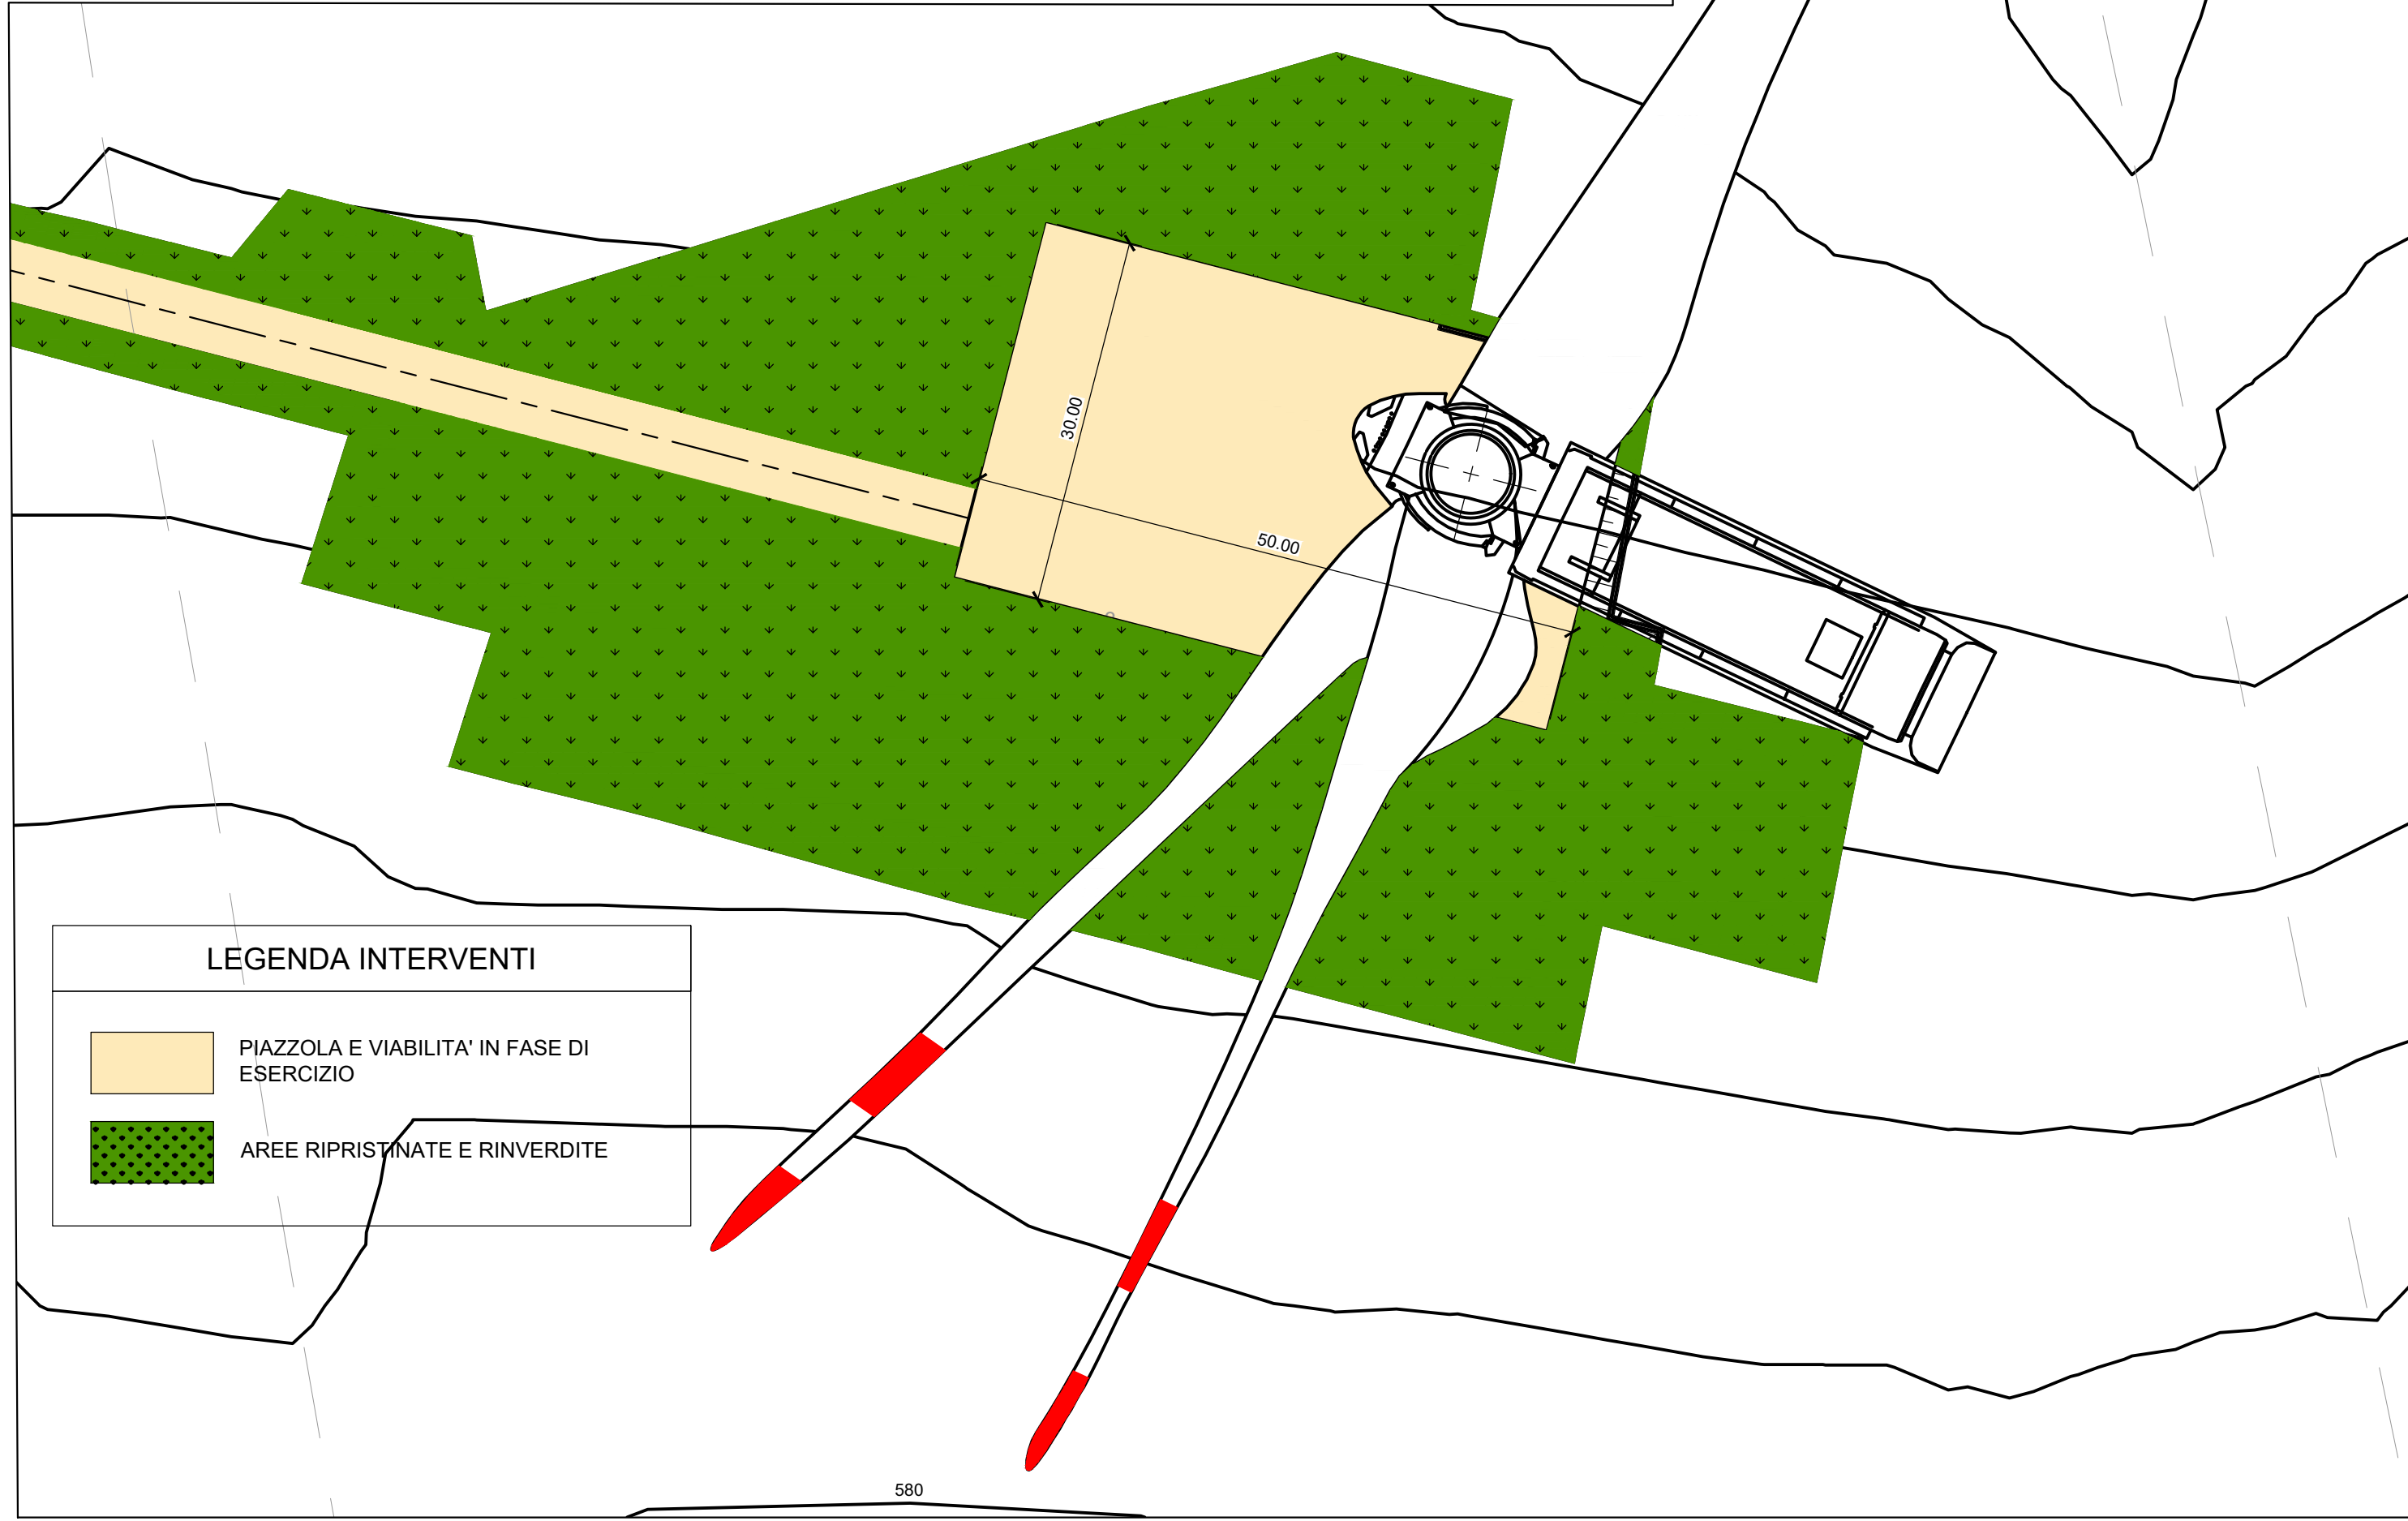 30.00
50.00
LEGENDA INTERVENTI
PIAZZOLA E VIABILITA' IN FASE DI
ESERCIZIO
AREE RIPRISTINATE E RINVERDITE
580